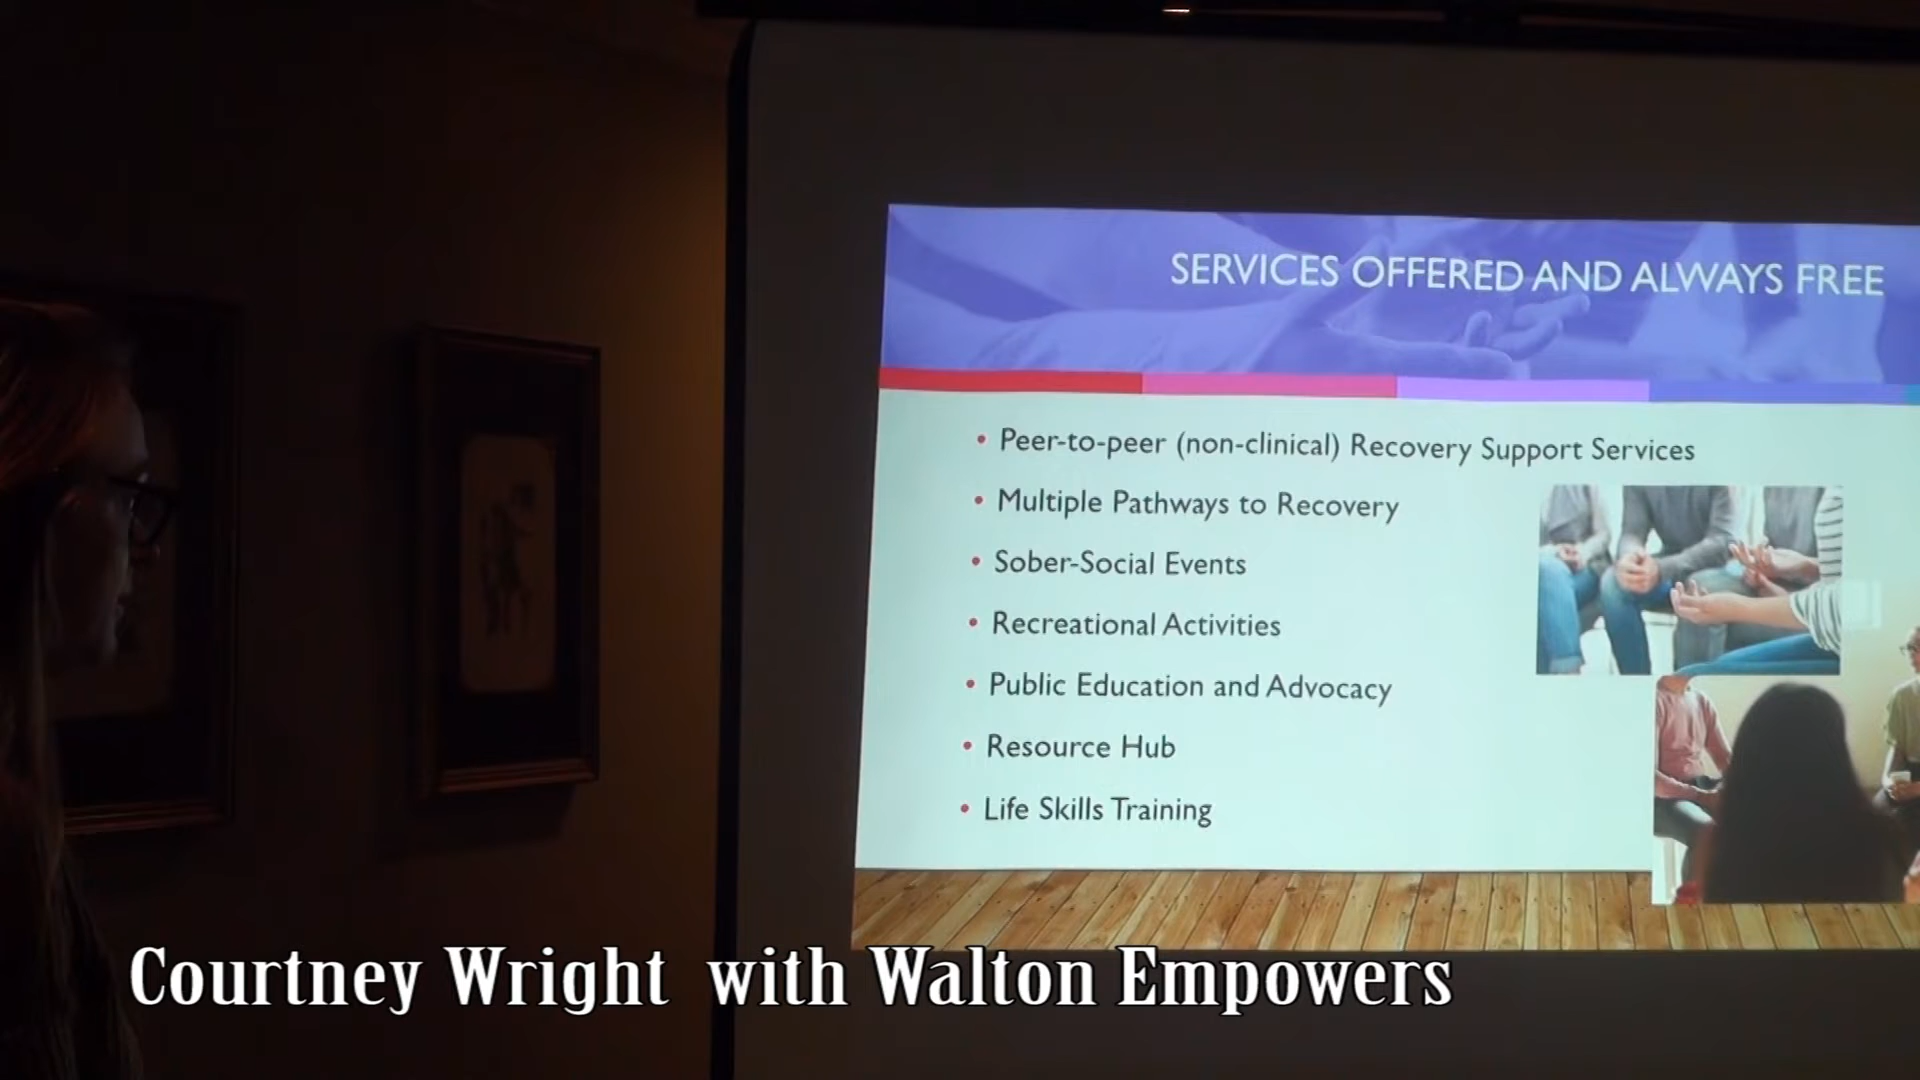 SERVICES OFFERED AND ALWAYS FREE
• Peer-to-peer (non-clinical) Recovery Support Services
• Multiple Pathways to Recovery
• Sober-Social Events
• Recreational Activities
• Public Education and Advocacy
• Resource Hub
• Life Skills Training
Courtney Wright with Walton Empowers